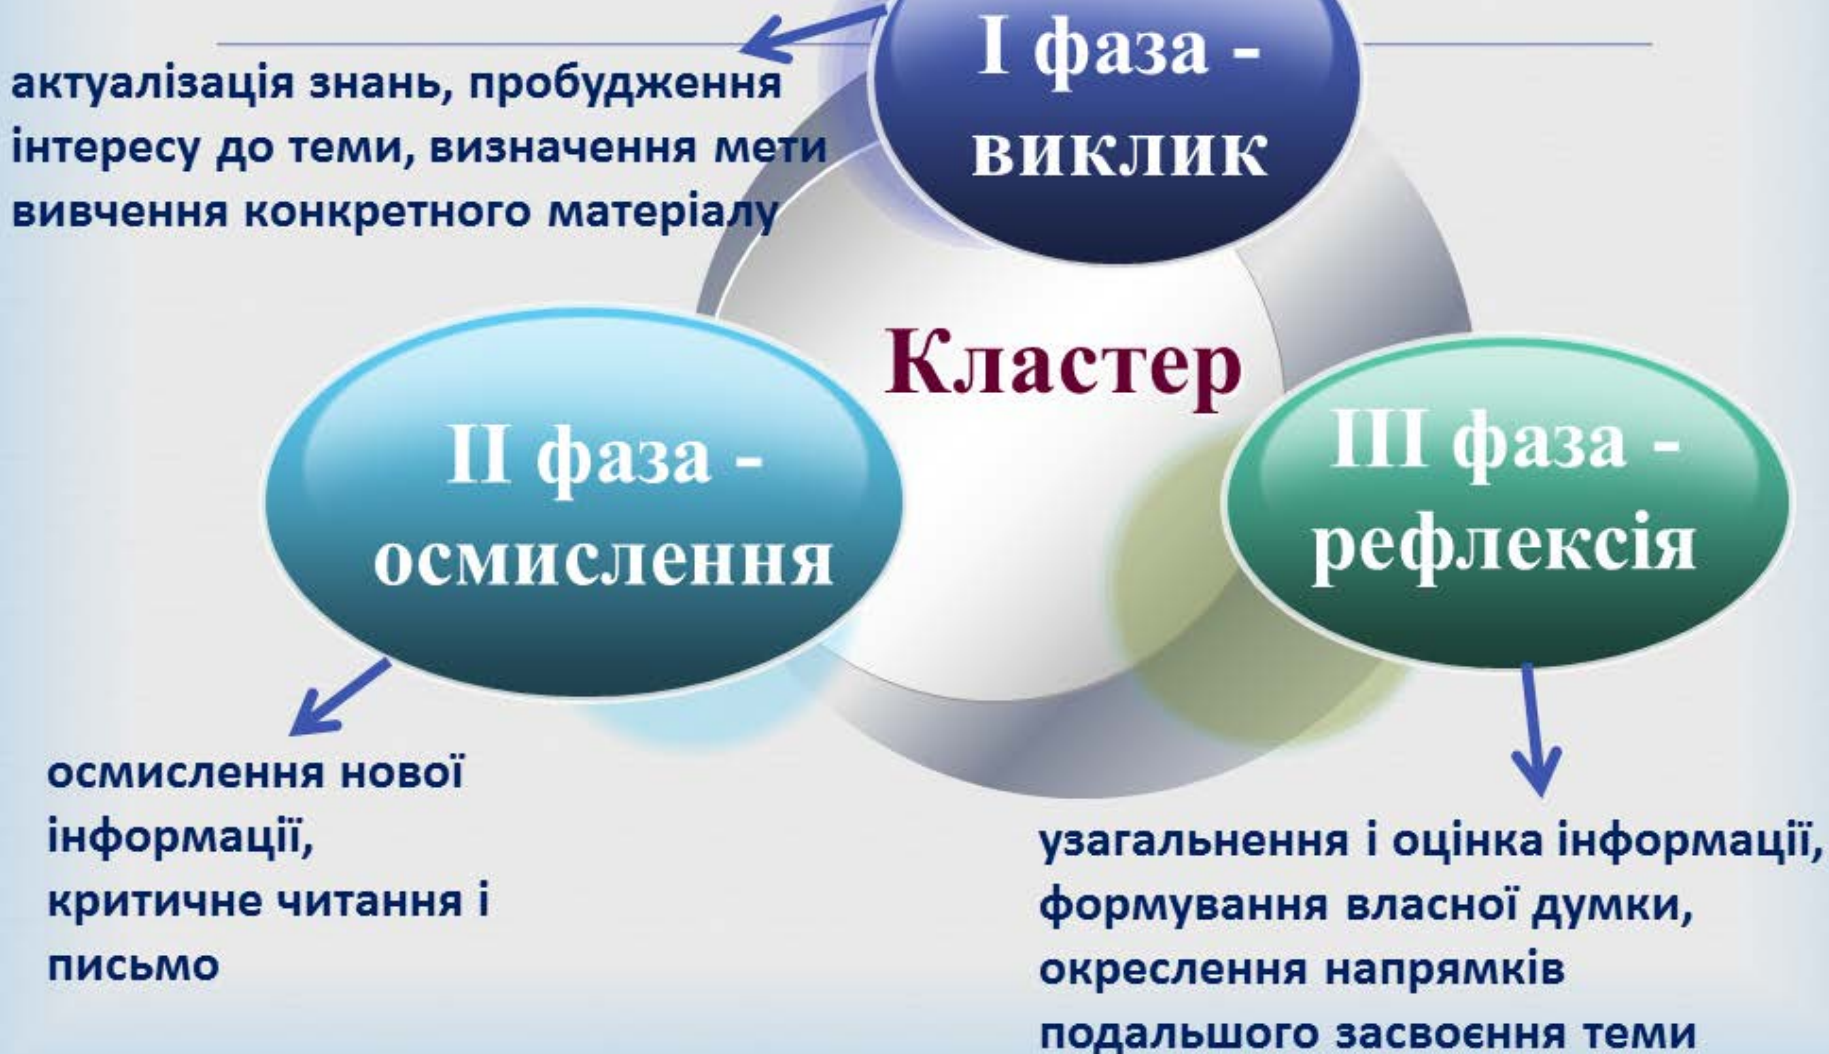 І фаза -
виклик
актуалізація знань, пробудження
інтересу до теми, визначення мети
вивчення конкретного матеріалу
Кластер
ІІ фаза -
осмислення
ІІІ фаза -
рефлексія
осмислення нової
інформації,
критичне читання і
письмо
узагальнення і оцінка інформації,
формування власної думки,
окреслення напрямків
подальшого засвоєння теми